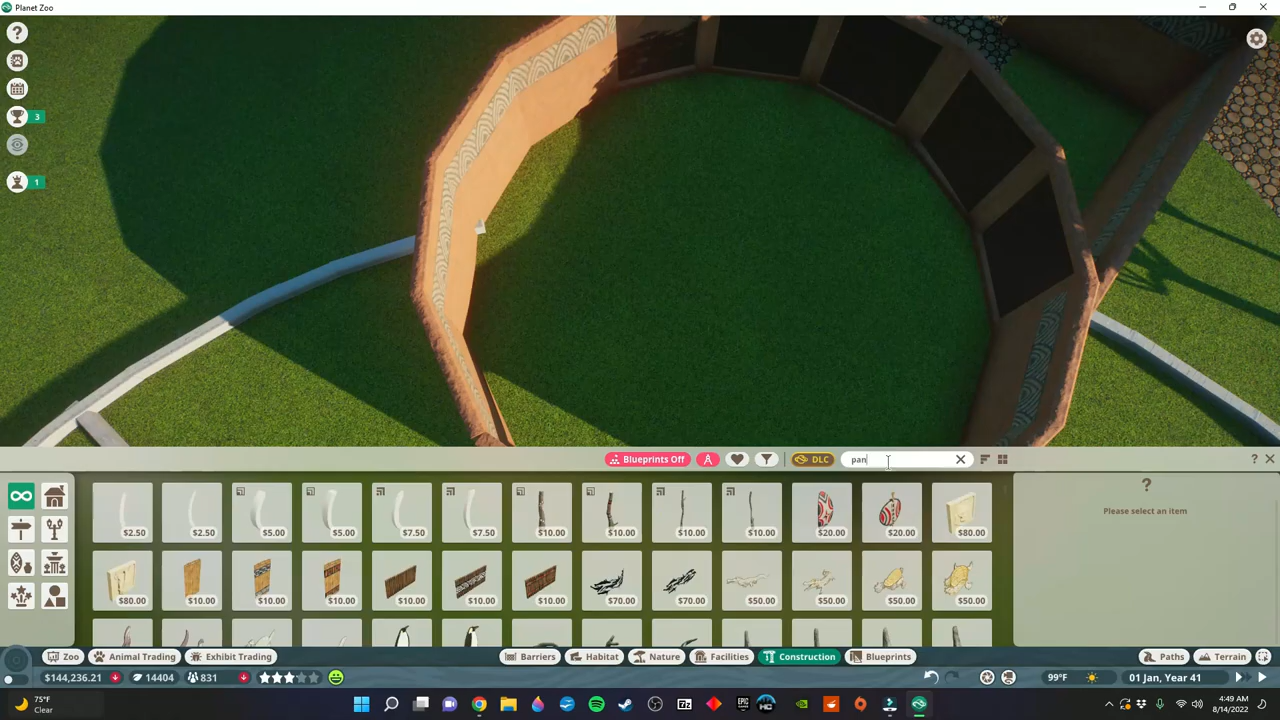 Planet Zoo
3
1
Blueprints Off
DLC
pan
$2.50
$2.50
$5.00
$5.00
$7.50
$7.50
$10.00
$10.00
$10.00
$10.00
$20.00
$20.00
$80.00
?
Please select an item
$80.00
$10.00
$10.00
$10.00
$10.00
$10.00
$10.00
$70.00
$70.00
$50.00
$50.00
$50.00
$50.00
Zoo
Animal Trading
Exhibit Trading
Barriers
Habitat
Nature
Facilities
Construction
Blueprints
Paths
Terrain
$144,236.21
14404
831
99°F
01 Jan, Year 41
75°F
Clear
4:49 AM
8/14/2022